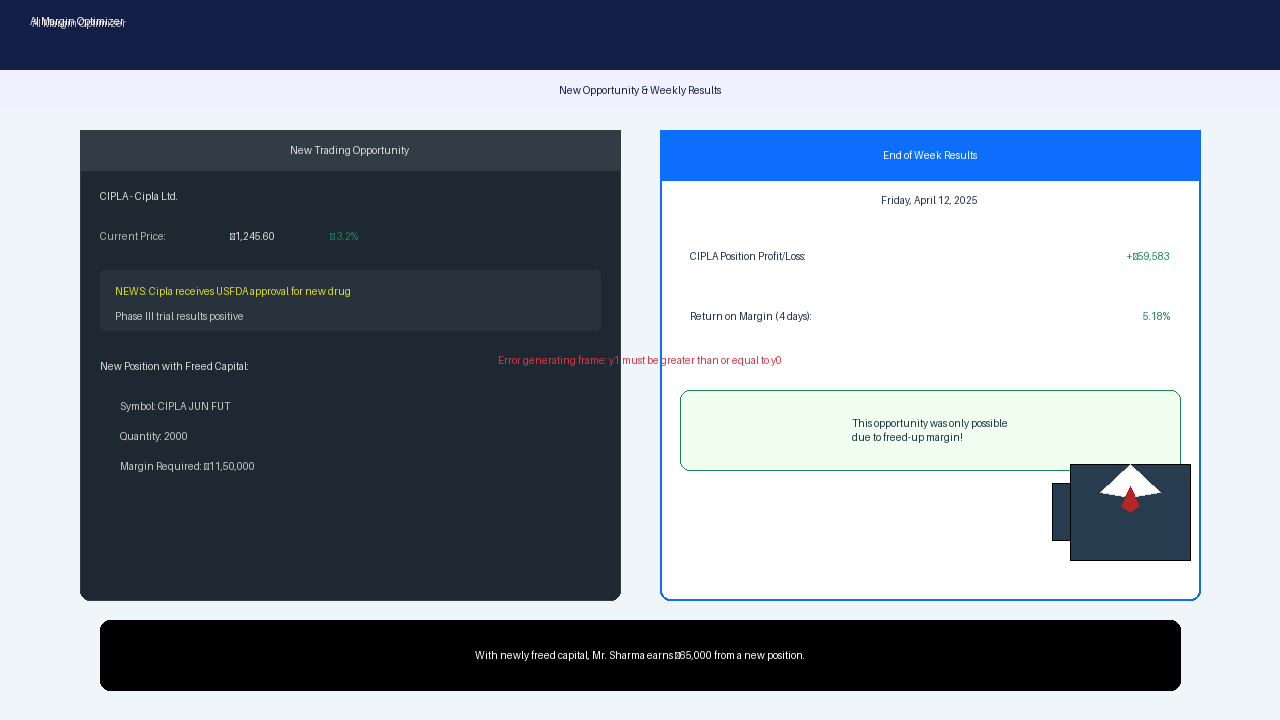 AI Margin Optimizer
New Opportunity & Weekly Results
New Trading Opportunity
CIPLA - Cipla Ltd.
Current Price: 1,245.60 3.2%
NEWS: Cipla receives USFDA approval for new drug
Phase III trial results positive
New Position with Freed Capital:
Symbol: CIPLA JUN FUT
Quantity: 2000
Margin Required: 11,50,000
Error generating frame: y1 must be greater than or equal to y0
End of Week Results
Friday, April 12, 2025
CIPLA Position Profit/Loss: +59,583
Return on Margin (4 days): 5.18%
This opportunity was only possible
due to freed-up margin!
With newly freed capital, Mr. Sharma earns 65,000 from a new position.